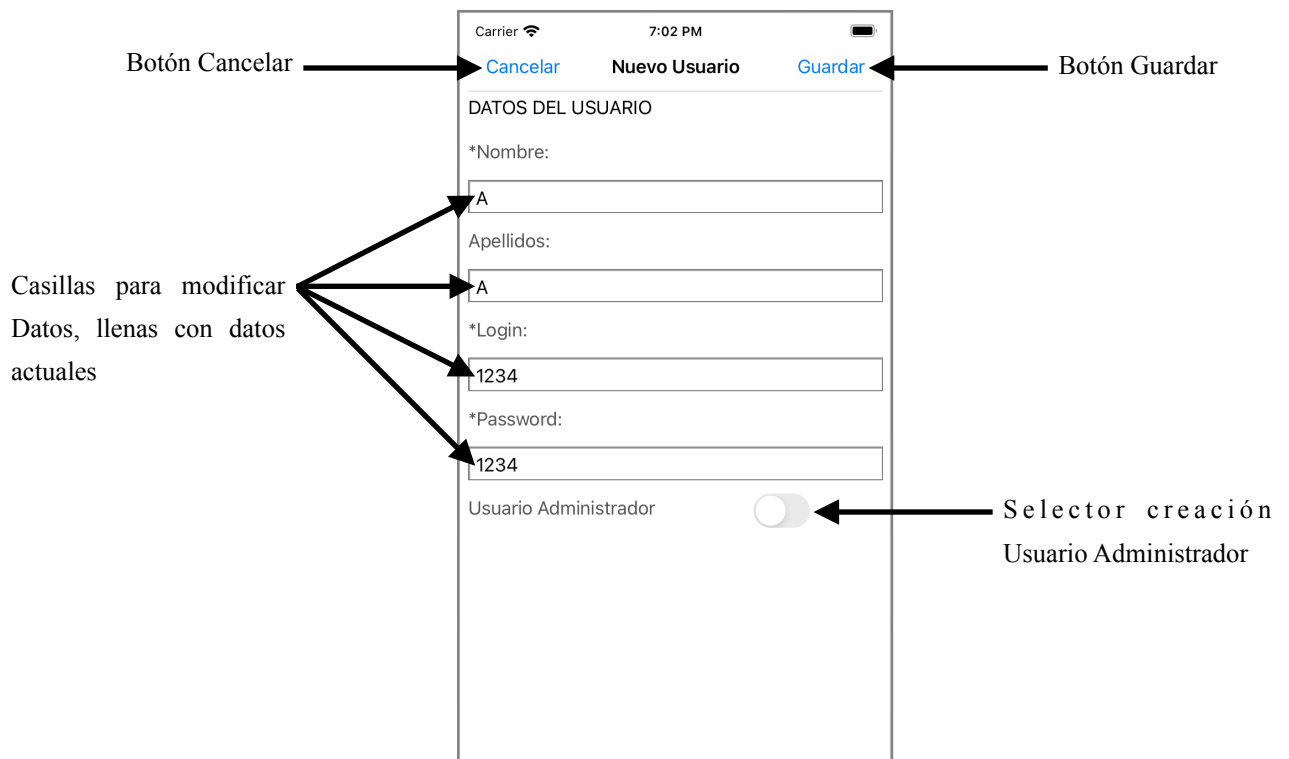 Carrier 7:02 PM
Botón Cancelar
Cancelar Nuevo Usuario Guardar
Botón Guardar
DATOS DEL USUARIO
*Nombre:
A
Apellidos:
Casillas para modificar
Datos, llenas con datos
actuales
A
*Login:
1234
*Password:
1234
Usuario Administrador
Selector creación
Usuario Administrador